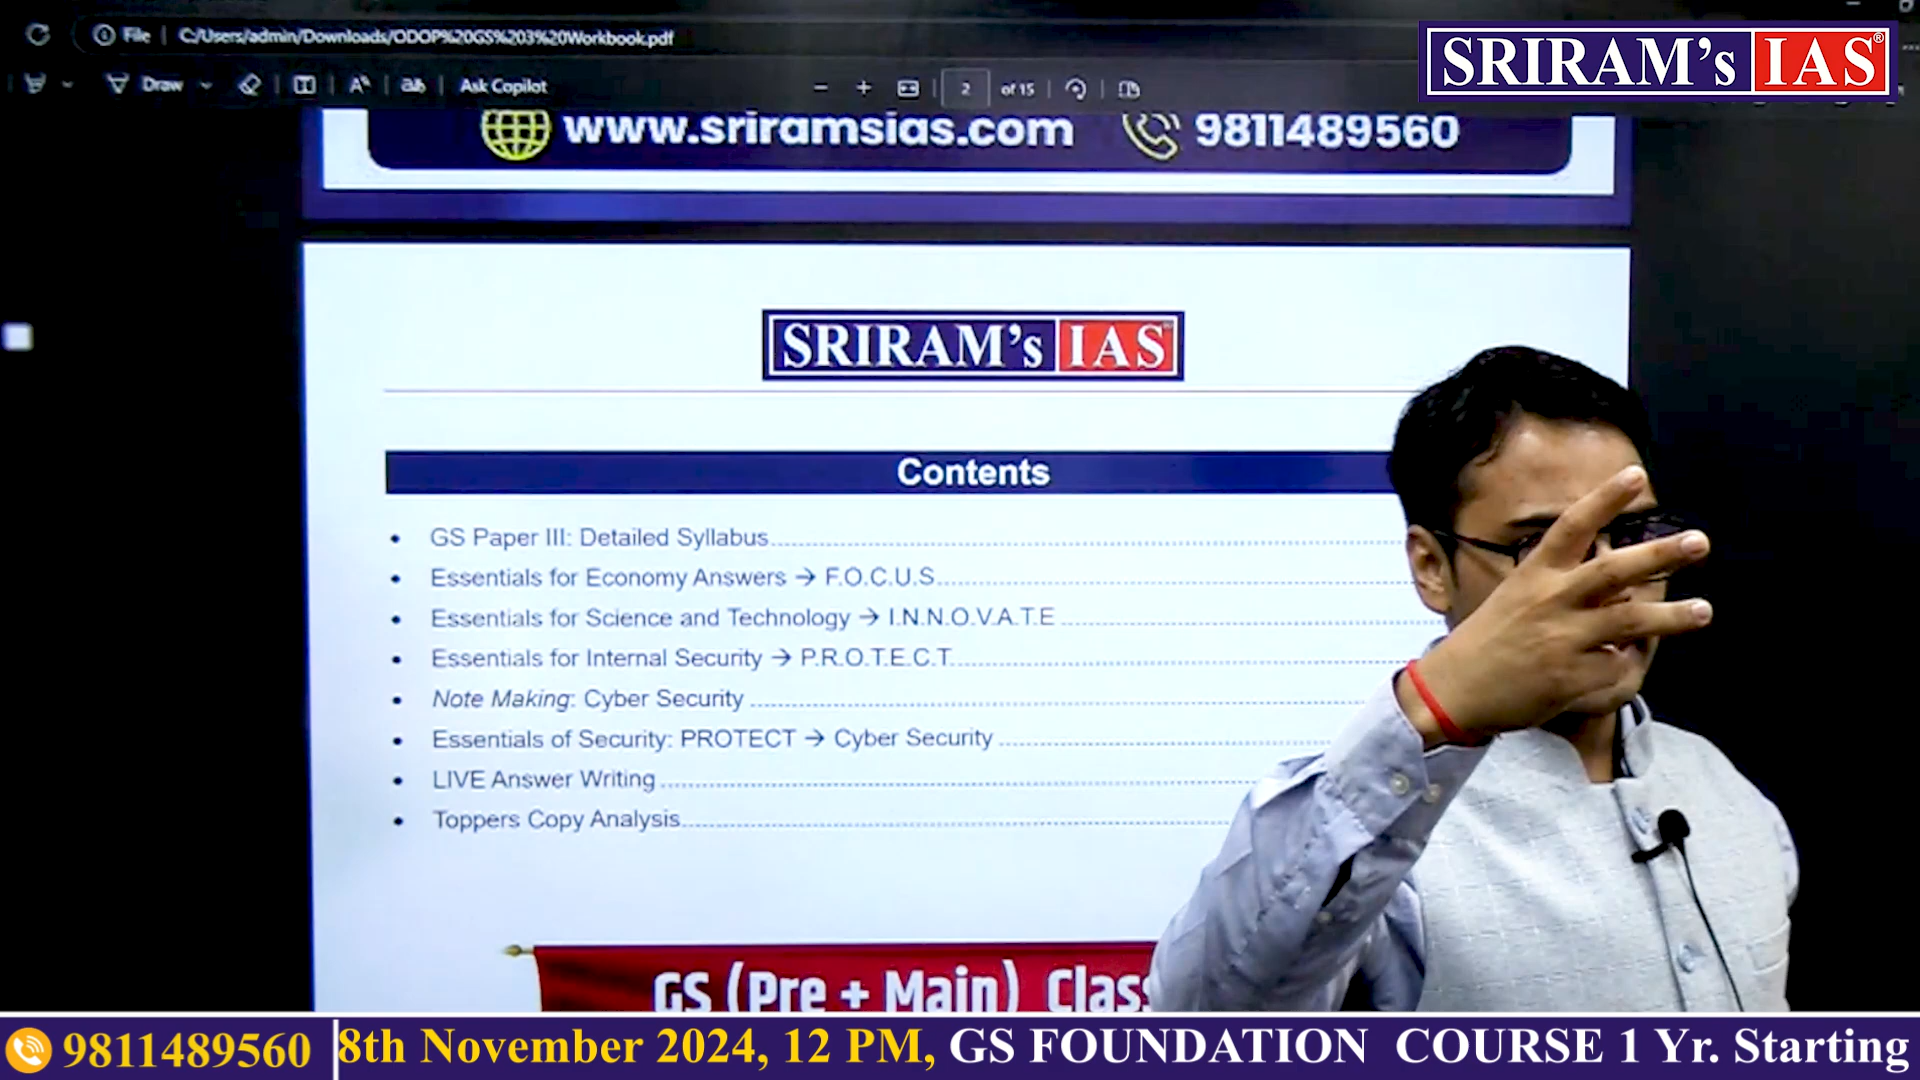 File | C:/Users/admin/Downloads/ODOP%20GS%203%20Workbook.pdf
SRIRAM's IAS®
Draw
Ask Copilot
2 of 15
www.sriramsias.com 9811489560
SRIRAM's IAS
Contents
• GS Paper III: Detailed Syllabus
• Essentials for Economy Answers → F.O.C.U.S.
• Essentials for Science and Technology → I.N.N.O.V.A.T.E
• Essentials for Internal Security → P.R.O.T.E.C.T
• Note Making: Cyber Security
• Essentials of Security: PROTECT → Cyber Security
• LIVE Answer Writing
• Toppers Copy Analysis
GS (Pre + Main) Class
9811489560 8th November 2024, 12 PM, GS FOUNDATION COURSE 1 Yr. Starting